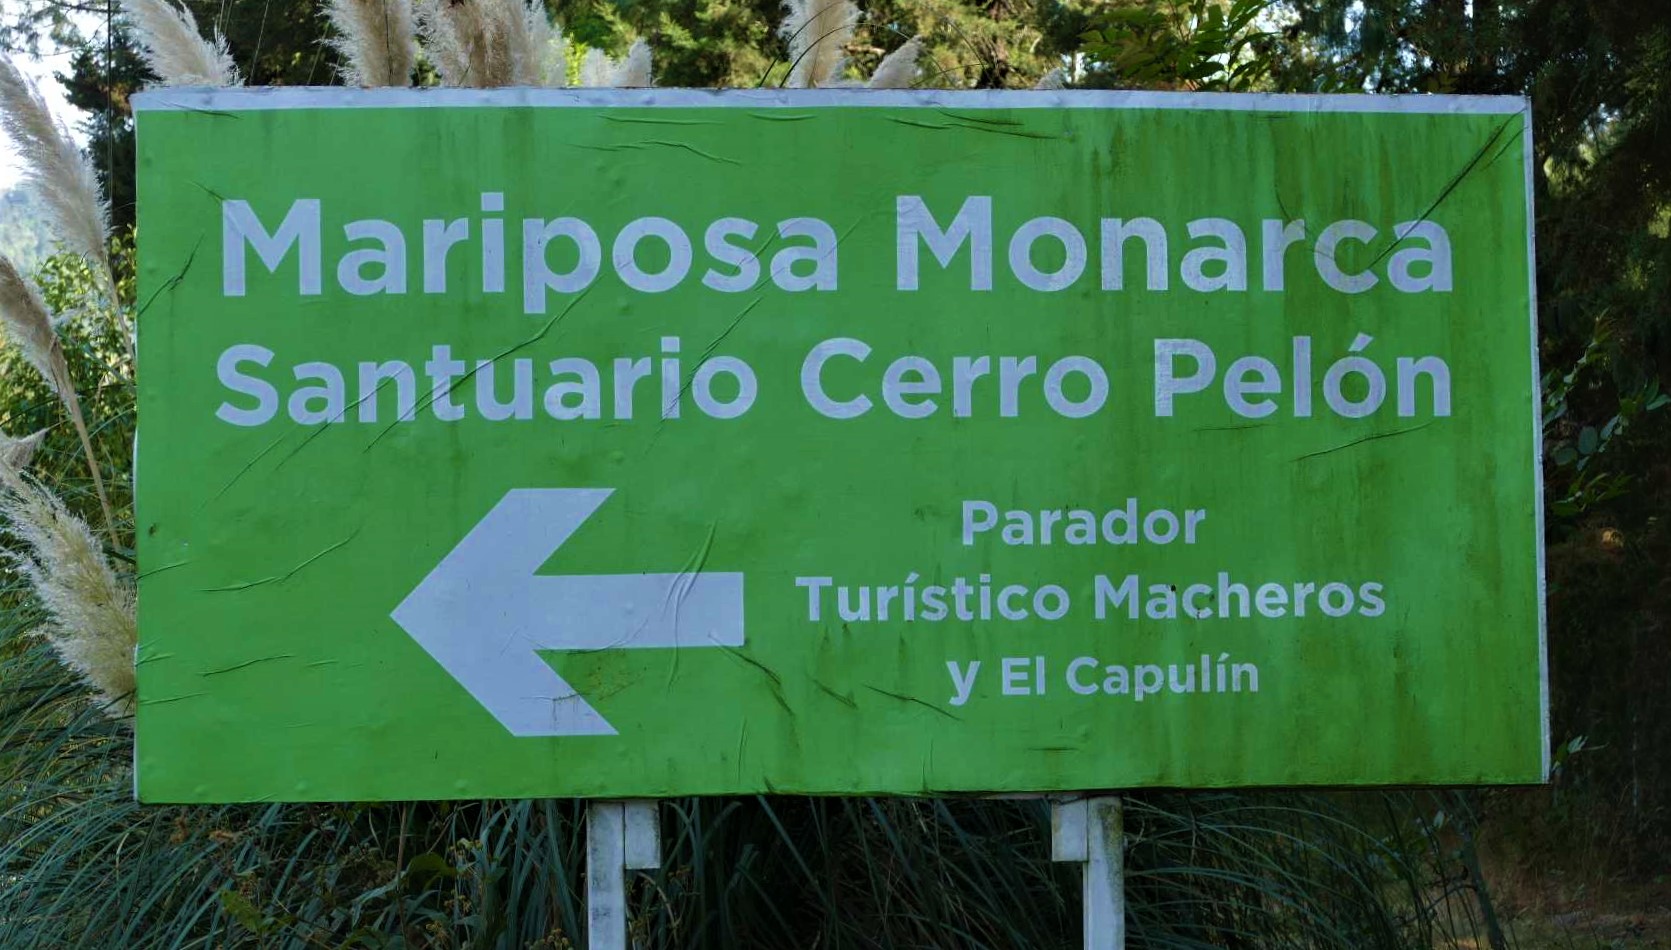 Mariposa Monarca
Santuario Cerro Pelón
Parador
Turístico Macheros
y El Capulín